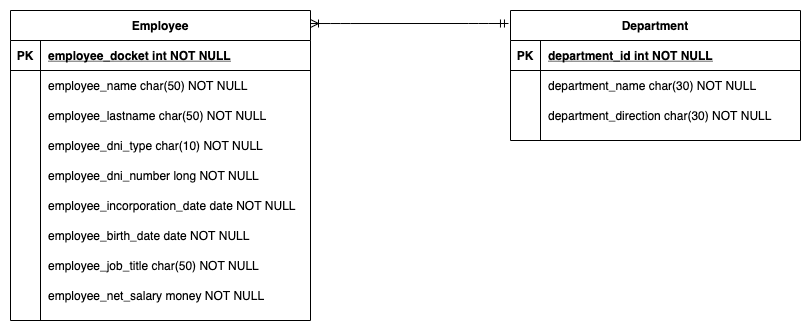 Employee
PK employee_docket int NOT NULL
employee_name char(50) NOT NULL
employee_lastname char(50) NOT NULL
employee_dni_type char(10) NOT NULL
employee_dni_number long NOT NULL
employee_incorporation_date date NOT NULL
employee_birth_date date NOT NULL
employee_job_title char(50) NOT NULL
employee_net_salary money NOT NULL
Department
PK department_id int NOT NULL
department_name char(30) NOT NULL
department_direction char(30) NOT NULL